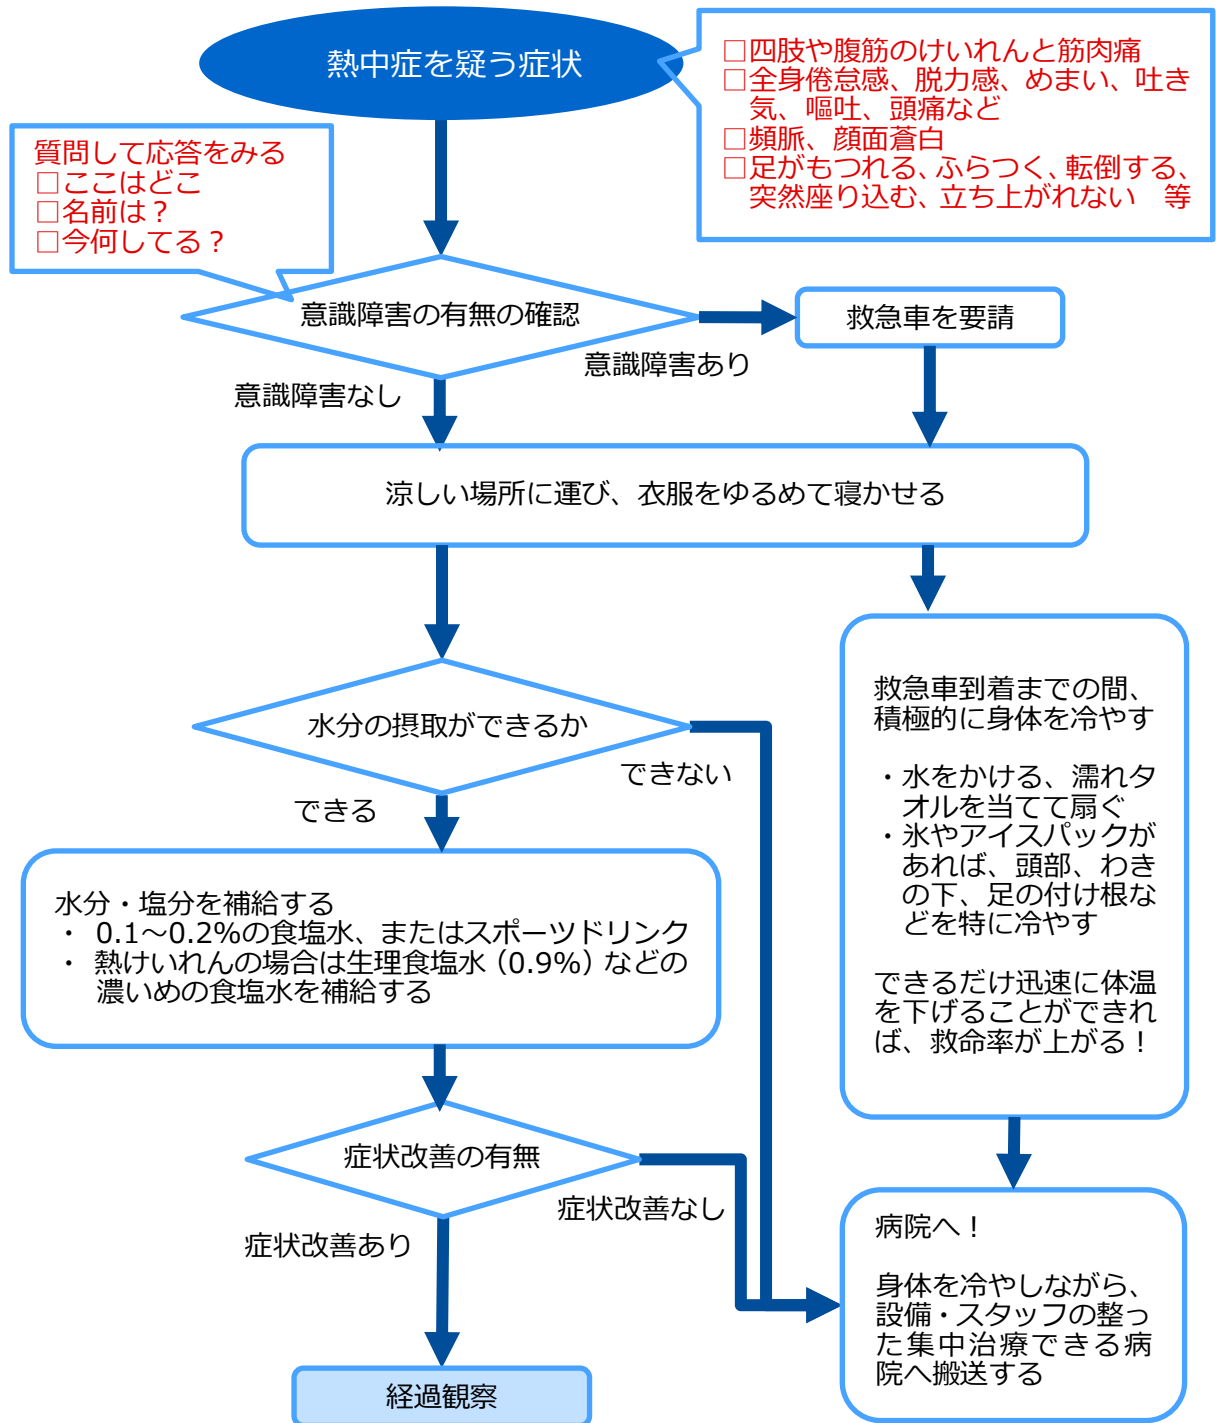 熱中症を疑う症状
□四肢や腹筋のけいれんと筋肉痛
□全身倦怠感、脱力感、めまい、吐き
気、嘔吐、頭痛など
□頻脈、顔面蒼白
□足がもつれる、ふらつく、転倒する、
突然座り込む、立ち上がれない　等
質問して応答をみる
□ここはどこ
□名前は？
□今何してる？
意識障害の有無の確認
救急車を要請
意識障害あり
意識障害なし
涼しい場所に運び、衣服をゆるめて寝かせる
水分の摂取ができるか
できない
できる
救急車到着までの間、
積極的に身体を冷やす
・水をかける、濡れタ
オルを当てて扇ぐ
・氷やアイスパックが
あれば、頭部、わき
の下、足の付け根な
どを特に冷やす
できるだけ迅速に体温
を下げることができれ
ば、救命率が上がる！
水分・塩分を補給する
・ 0.1～0.2%の食塩水、またはスポーツドリンク
・ 熱けいれんの場合は生理食塩水（0.9%）などの
濃いめの食塩水を補給する
症状改善の有無
症状改善なし
症状改善あり
病院へ！
身体を冷やしながら、
設備・スタッフの整っ
た集中治療できる病
院へ搬送する
経過観察